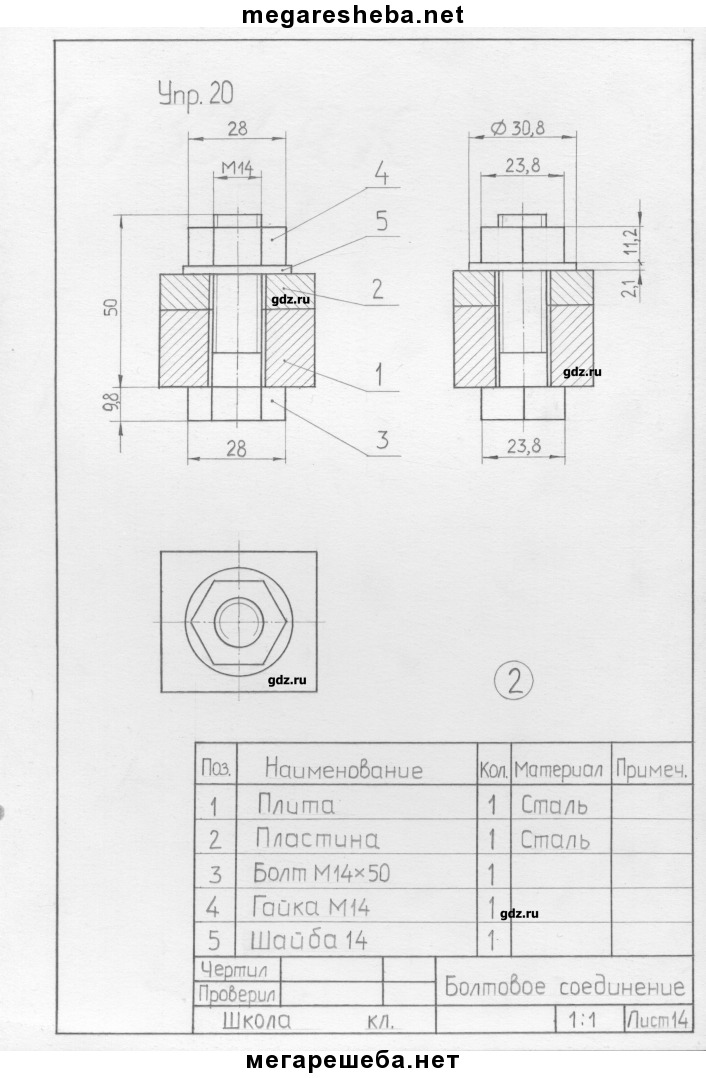 megaresheba.net
Упр. 20
28
M14
4
5
2
1
3
50
9,8
28
gdz.ru
Ø 30,8
23,8
11,2
2,1
gdz.ru
23,8
gdz.ru
2
Поз. Наименование Кол. Материал Примеч.
1 Плита 1 Сталь
2 Пластина 1 Сталь
3 Болт М14×50 1
4 Гайка М14 1
gdz.ru
5 Шайба 14 1
Чертил
Проверил
Болтовое соединение
Школа кл.
1:1 Лист 14
мегарешеба.нет